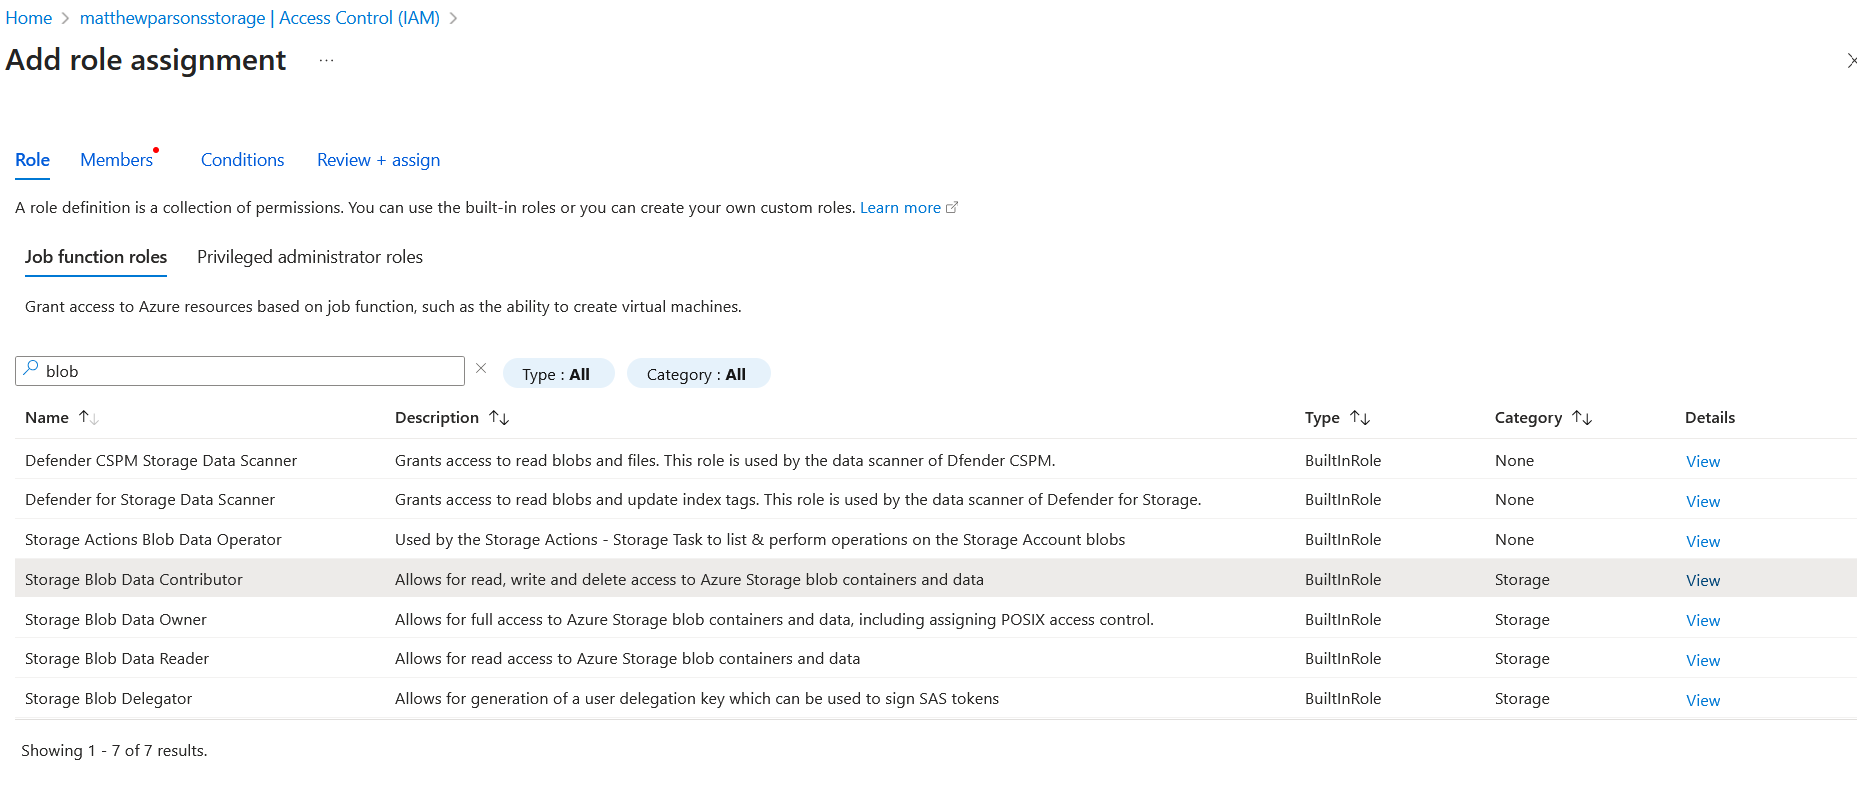 Home > matthewparsonsstorage | Access Control (IAM) >
Add role assignment ...
Role Members Conditions Review + assign
A role definition is a collection of permissions. You can use the built-in roles or you can create your own custom roles. Learn more
Job function roles Privileged administrator roles
Grant access to Azure resources based on job function, such as the ability to create virtual machines.
blob Type : All Category : All
Name Description Type Category Details
Defender CSPM Storage Data Scanner Grants access to read blobs and files. This role is used by the data scanner of Dfender CSPM. BuiltInRole None View
Defender for Storage Data Scanner Grants access to read blobs and update index tags. This role is used by the data scanner of Defender for Storage. BuiltInRole None View
Storage Actions Blob Data Operator Used by the Storage Actions - Storage Task to list & perform operations on the Storage Account blobs BuiltInRole None View
Storage Blob Data Contributor Allows for read, write and delete access to Azure Storage blob containers and data BuiltInRole Storage View
Storage Blob Data Owner Allows for full access to Azure Storage blob containers and data, including assigning POSIX access control. BuiltInRole Storage View
Storage Blob Data Reader Allows for read access to Azure Storage blob containers and data BuiltInRole Storage View
Storage Blob Delegator Allows for generation of a user delegation key which can be used to sign SAS tokens BuiltInRole Storage View
Showing 1 - 7 of 7 results.